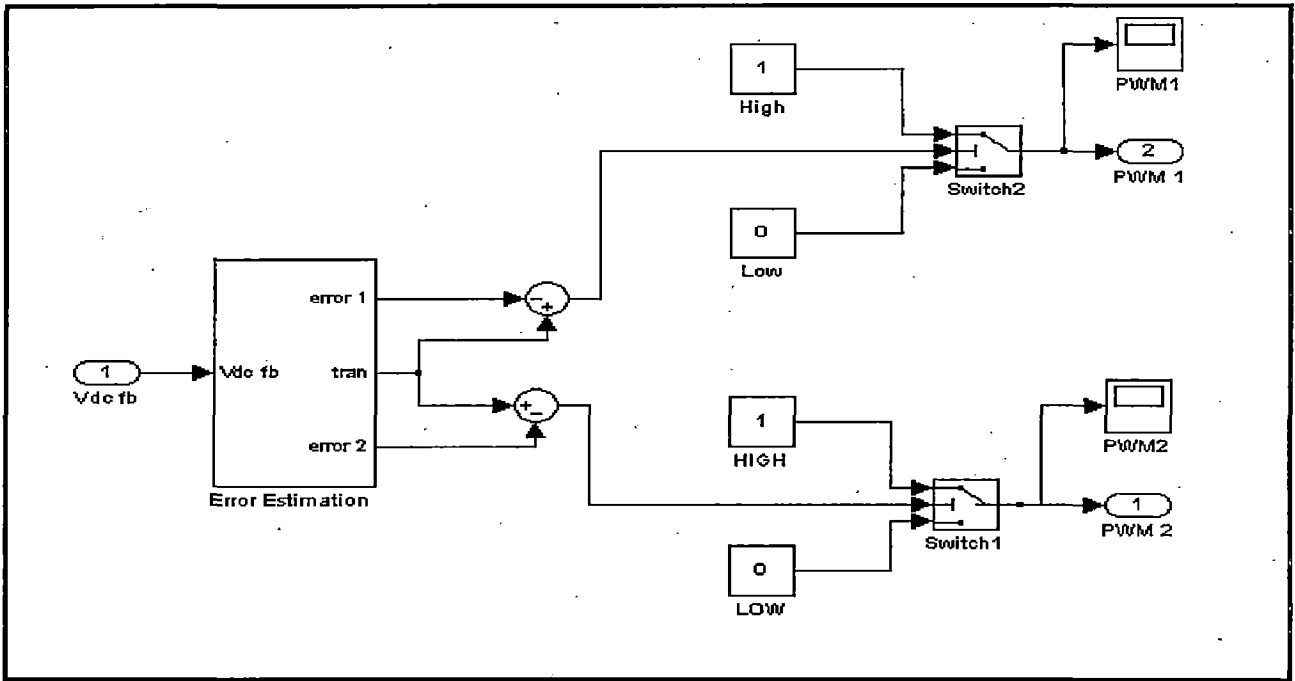 1
High
PWM1
2
PWM 1
Switch2
0
Low
error 1
-
+
1
Vdc fb
Vdc fb
tran
+
-
error 2
Error Estimation
1
HIGH
PWM2
1
PWM 2
Switch1
0
LOW